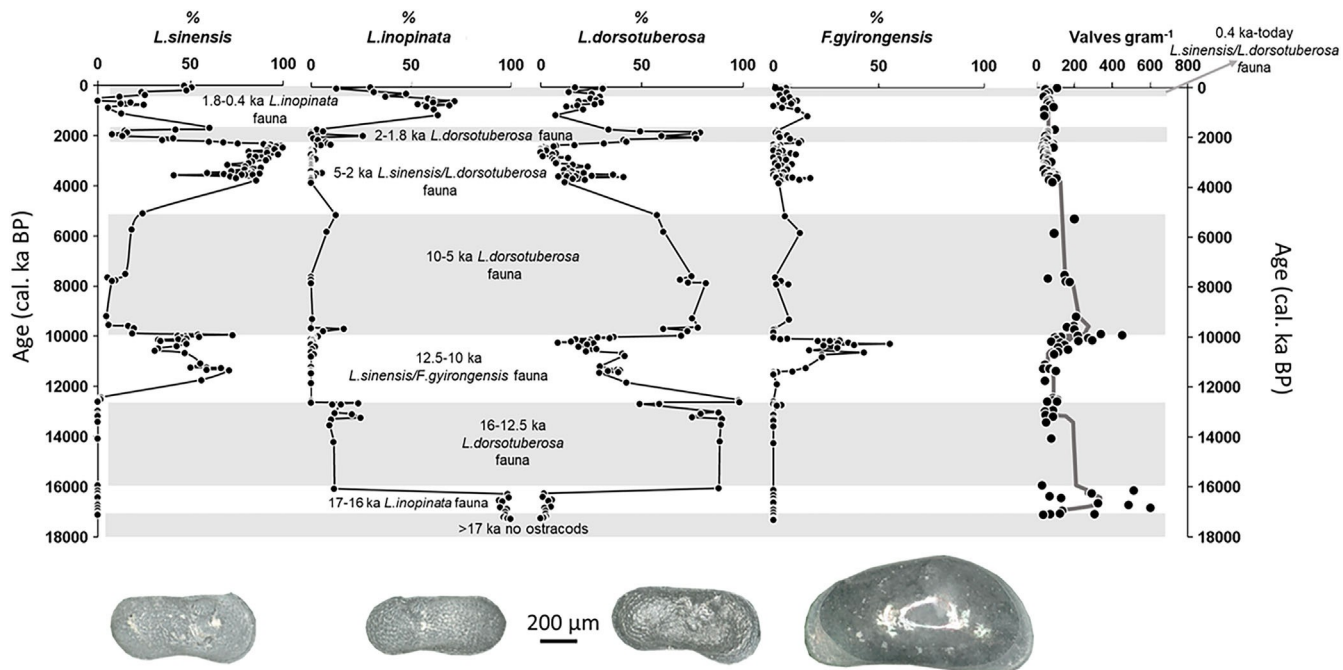 %
L.sinensis
%
L.inopinata
%
L.dorsotuberosa
%
F.gyirongensis
Valves gram-1
0.4 ka-today
L.sinensis/L.dorsotuberosa
fauna
0 50 100
0 50 100
0 50 100
0 50 100
0 200 400 600 800
0
2000
4000
6000
8000
10000
12000
14000
16000
18000
Age (cal. ka BP)
1.8-0.4 ka L.inopinata
fauna
2-1.8 ka L.dorsotuberosa fauna
5-2 ka L.sinensis/L.dorsotuberosa
fauna
10-5 ka L.dorsotuberosa
fauna
12.5-10 ka
L.sinensis/F.gyirongensis fauna
16-12.5 ka
L.dorsotuberosa
fauna
17-16 ka L.inopinata fauna
>17 ka no ostracods
0
2000
4000
6000
8000
10000
12000
14000
16000
18000
Age (cal. ka BP)
200 µm